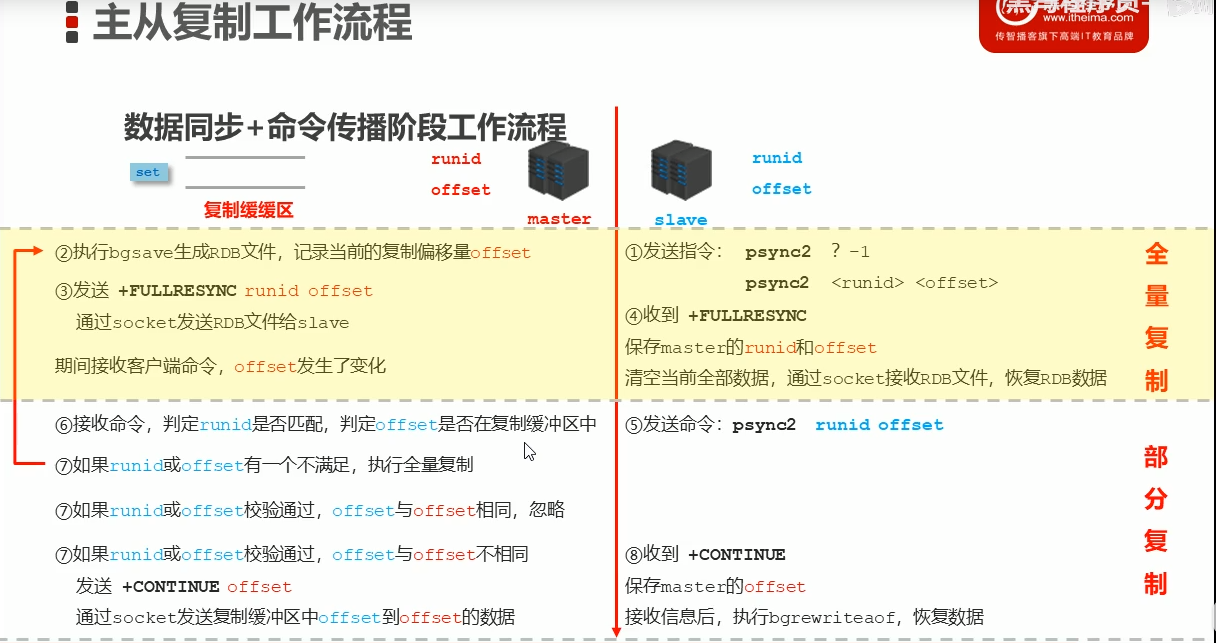 主从复制工作流程
www.itheima.com
传智播客旗下高端IT教育品牌
数据同步+命令传播阶段工作流程
set
复制缓缓区
runid
offset
master
runid
offset
slave
②执行bgsave生成RDB文件，记录当前的复制偏移量offset
③发送 +FULLRESYNC runid offset
通过socket发送RDB文件给slave
期间接收客户端命令，offset发生了变化
①发送指令： psync2 ? -1
psync2 <runid> <offset>
④收到 +FULLRESYNC
保存master的runid和offset
清空当前全部数据，通过socket接收RDB文件，恢复RDB数据
全量复制
⑥接收命令，判定runid是否匹配，判定offset是否在复制缓冲区中
⑦如果runid或offset有一个不满足，执行全量复制
⑦如果runid或offset校验通过，offset与offset相同，忽略
⑦如果runid或offset校验通过，offset与offset不相同
发送 +CONTINUE offset
通过socket发送复制缓冲区中offset到offset的数据
⑤发送命令：psync2 runid offset
⑧收到 +CONTINUE
保存master的offset
接收信息后，执行bgrewriteaof，恢复数据
部分复制